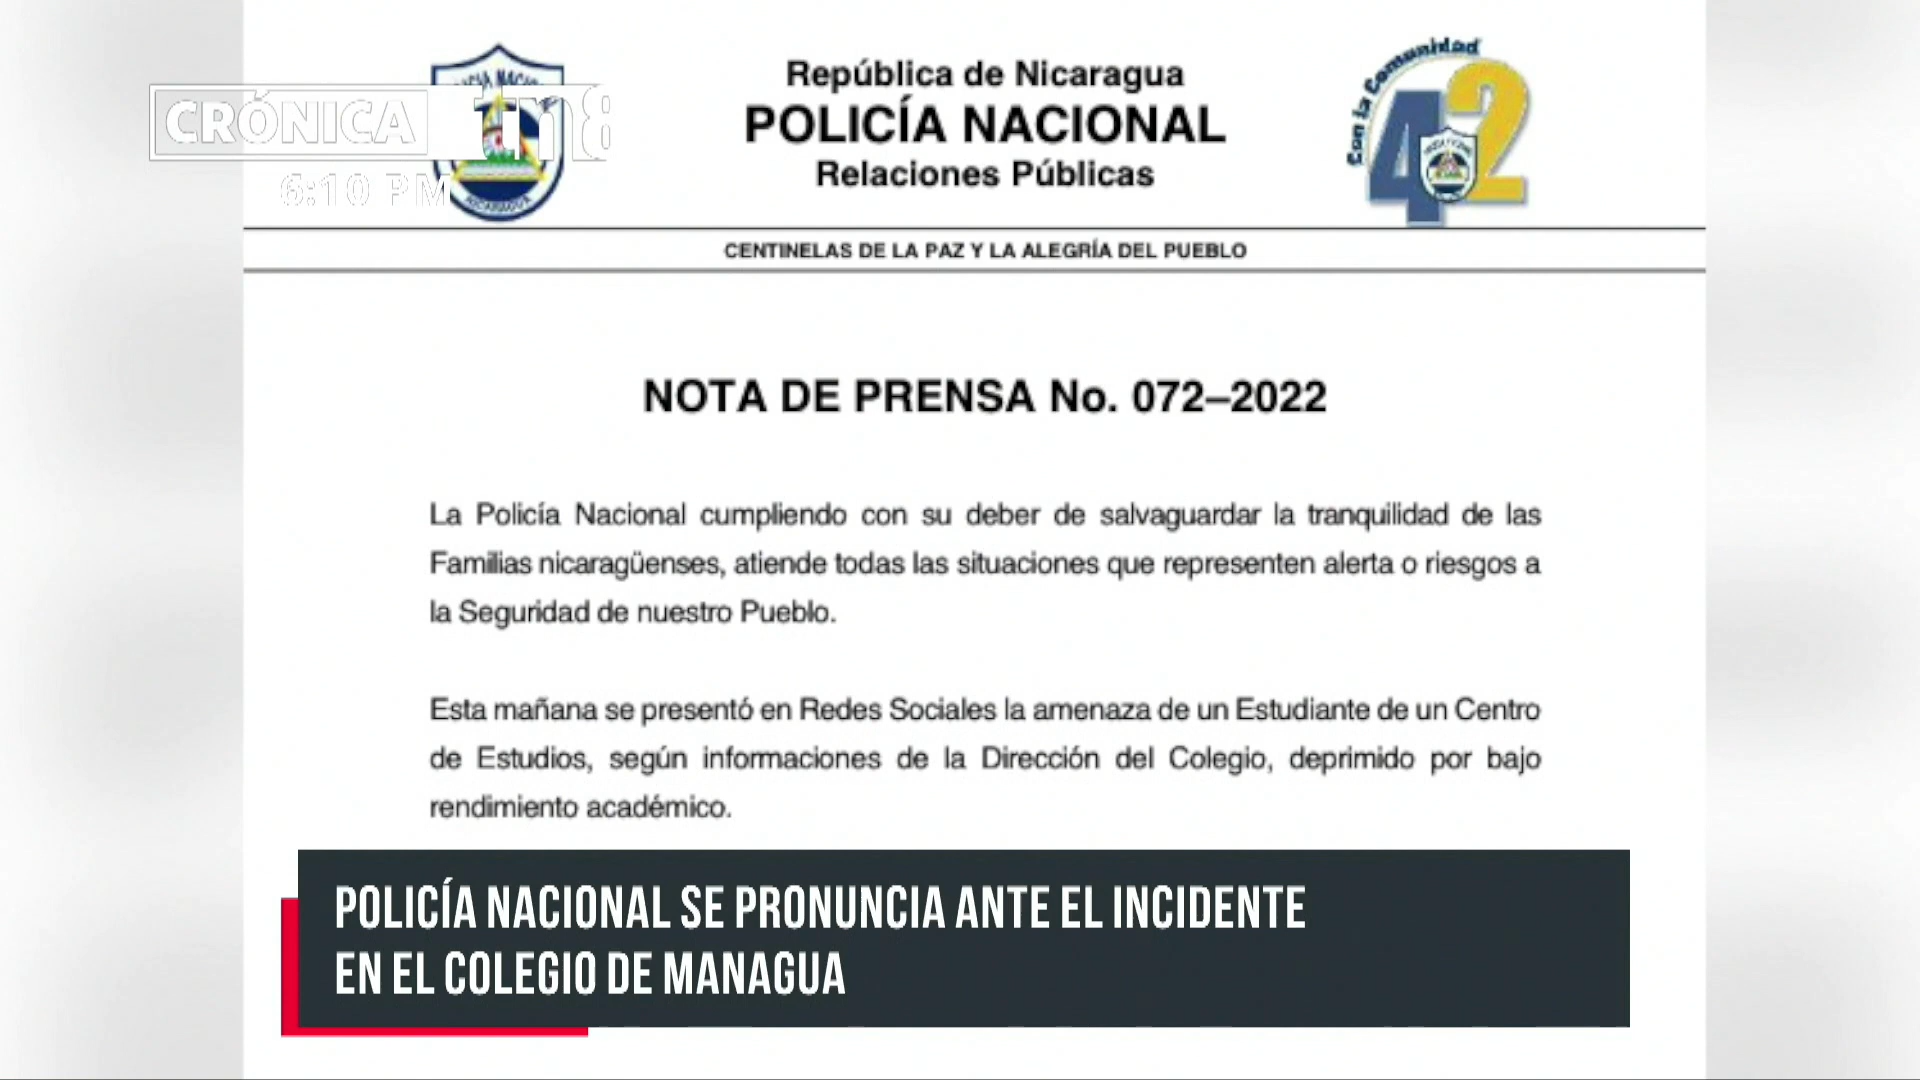 República de Nicaragua
POLICÍA NACIONAL
Relaciones Públicas
Con la Comunidad
42
CRÓNICA tn8
6:10 PM
NICARAGUA
CENTINELAS DE LA PAZ Y LA ALEGRÍA DEL PUEBLO
NOTA DE PRENSA No. 072–2022
La Policía Nacional cumpliendo con su deber de salvaguardar la tranquilidad de las
Familias nicaragüenses, atiende todas las situaciones que representen alerta o riesgos a
la Seguridad de nuestro Pueblo.
Esta mañana se presentó en Redes Sociales la amenaza de un Estudiante de un Centro
de Estudios, según informaciones de la Dirección del Colegio, deprimido por bajo
rendimiento académico.
POLICÍA NACIONAL SE PRONUNCIA ANTE EL INCIDENTE
EN EL COLEGIO DE MANAGUA